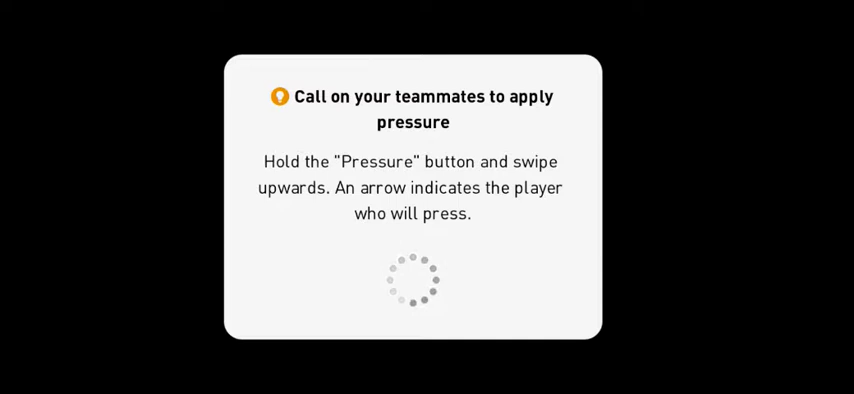 Call on your teammates to apply
pressure
Hold the "Pressure" button and swipe
upwards. An arrow indicates the player
who will press.